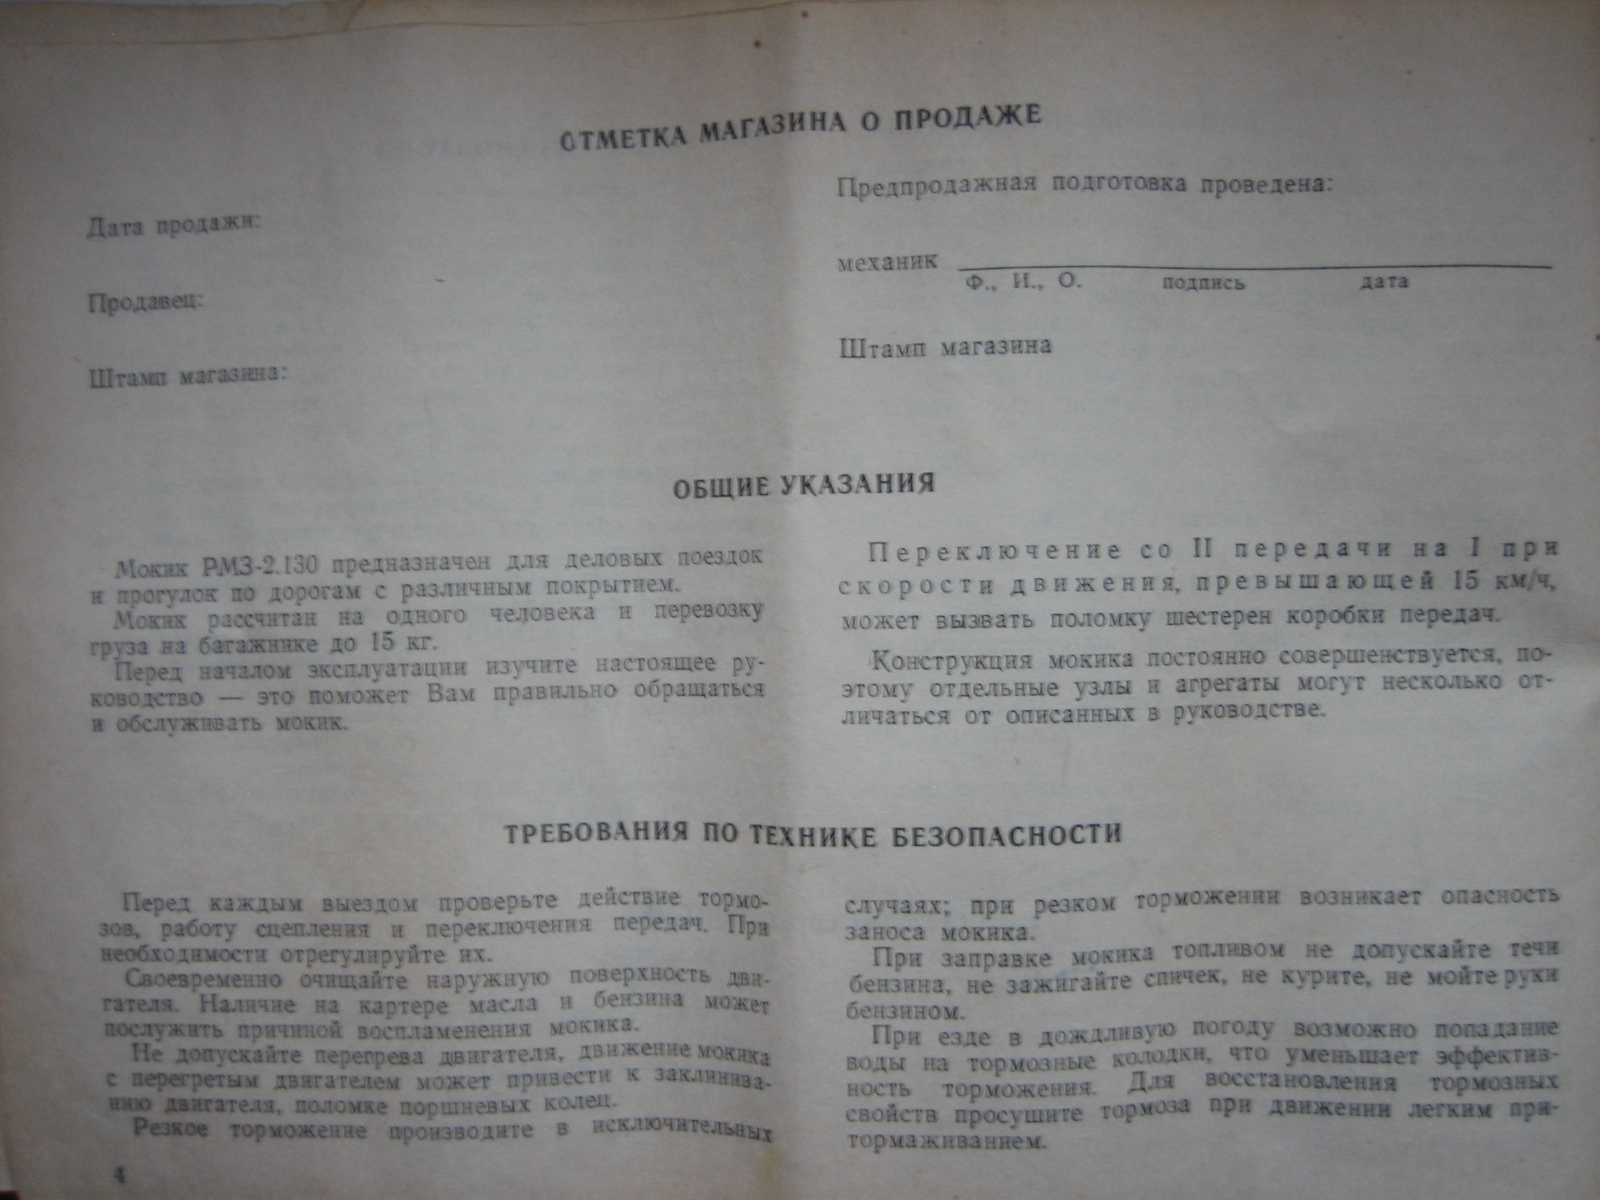 ОТМЕТКА МАГАЗИНА О ПРОДАЖЕ
Дата продажи:
Продавец:
Штамп магазина:
Предпродажная подготовка проведена:
механик
Ф., И., О. подпись дата
Штамп магазина
ОБЩИЕ УКАЗАНИЯ
Мокик РМЗ-2.130 предназначен для деловых поездок
и прогулок по дорогам с различным покрытием.
Мокик рассчитан на одного человека и перевозку
груза на багажнике до 15 кг.
Перед началом эксплуатации изучите настоящее ру-
ководство — это поможет Вам правильно обращаться
и обслуживать мокик.
Переключение со II передачи на I при
скорости движения, превышающей 15 км/ч,
может вызвать поломку шестерен коробки передач.
Конструкция мокика постоянно совершенствуется, по-
этому отдельные узлы и агрегаты могут несколько от-
личаться от описанных в руководстве.
ТРЕБОВАНИЯ ПО ТЕХНИКЕ БЕЗОПАСНОСТИ
Перед каждым выездом проверьте действие тормо-
зов, работу сцепления и переключения передач. При
необходимости отрегулируйте их.
Своевременно очищайте наружную поверхность дви-
гателя. Наличие на картере масла и бензина может
послужить причиной воспламенения мокика.
Не допускайте перегрева двигателя, движение мокика
с перегретым двигателем может привести к заклинива-
нию двигателя, поломке поршневых колец.
Резкое торможение производите в исключительных
случаях; при резком торможении возникает опасность
заноса мокика.
При заправке мокика топливом не допускайте течи
бензина, не зажигайте спичек, не курите, не мойте руки
бензином.
При езде в дождливую погоду возможно попадание
воды на тормозные колодки, что уменьшает эффектив-
ность торможения. Для восстановления тормозных
свойств просушите тормоза при движении легким при-
тормаживанием.
4